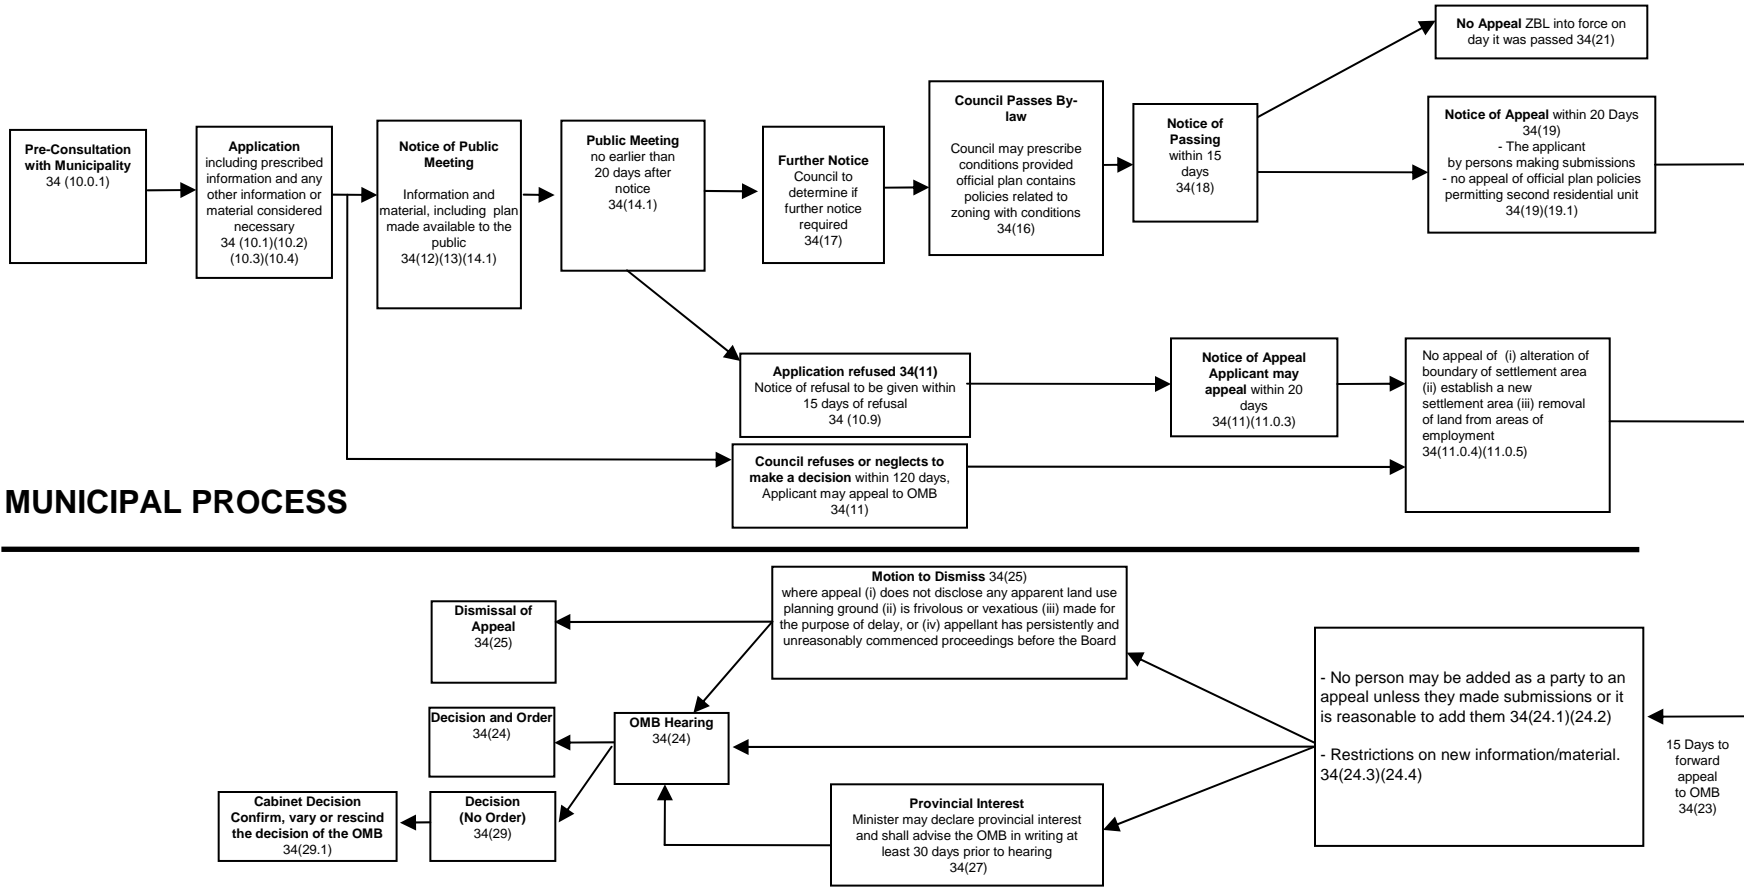 Pre-Consultation
with Municipality
34 (10.0.1)
Application
including prescribed
information and any
other information or
material considered
necessary
34 (10.1)(10.2)
(10.3)(10.4)
Notice of Public
Meeting
Information and
material, including plan
made available to the
public
34(12)(13)(14.1)
Public Meeting
no earlier than
20 days after
notice
34(14.1)
Further Notice
Council to
determine if
further notice
required
34(17)
Council Passes By-
law
Council may prescribe
conditions provided
official plan contains
policies related to
zoning with conditions
34(16)
Notice of
Passing
within 15
days
34(18)
No Appeal ZBL into force on
day it was passed 34(21)
Notice of Appeal within 20 Days
34(19)
- The applicant
by persons making submissions
- no appeal of official plan policies
permitting second residential unit
34(19)(19.1)
Application refused 34(11)
Notice of refusal to be given within
15 days of refusal
34 (10.9)
Notice of Appeal
Applicant may
appeal within 20
days
34(11)(11.0.3)
No appeal of (i) alteration of
boundary of settlement area
(ii) establish a new
settlement area (iii) removal
of land from areas of
employment
34(11.0.4)(11.0.5)
Council refuses or neglects to
make a decision within 120 days,
Applicant may appeal to OMB
34(11)
MUNICIPAL PROCESS
Motion to Dismiss 34(25)
where appeal (i) does not disclose any apparent land use
planning ground (ii) is frivolous or vexatious (iii) made for
the purpose of delay, or (iv) appellant has persistently and
unreasonably commenced proceedings before the Board
Dismissal of
Appeal
34(25)
- No person may be added as a party to an
appeal unless they made submissions or it
is reasonable to add them 34(24.1)(24.2)
- Restrictions on new information/material.
34(24.3)(24.4)
15 Days to
forward
appeal
to OMB
34(23)
Decision and Order
34(24)
OMB Hearing
34(24)
Cabinet Decision
Confirm, vary or rescind
the decision of the OMB
34(29.1)
Decision
(No Order)
34(29)
Provincial Interest
Minister may declare provincial interest
and shall advise the OMB in writing at
least 30 days prior to hearing
34(27)